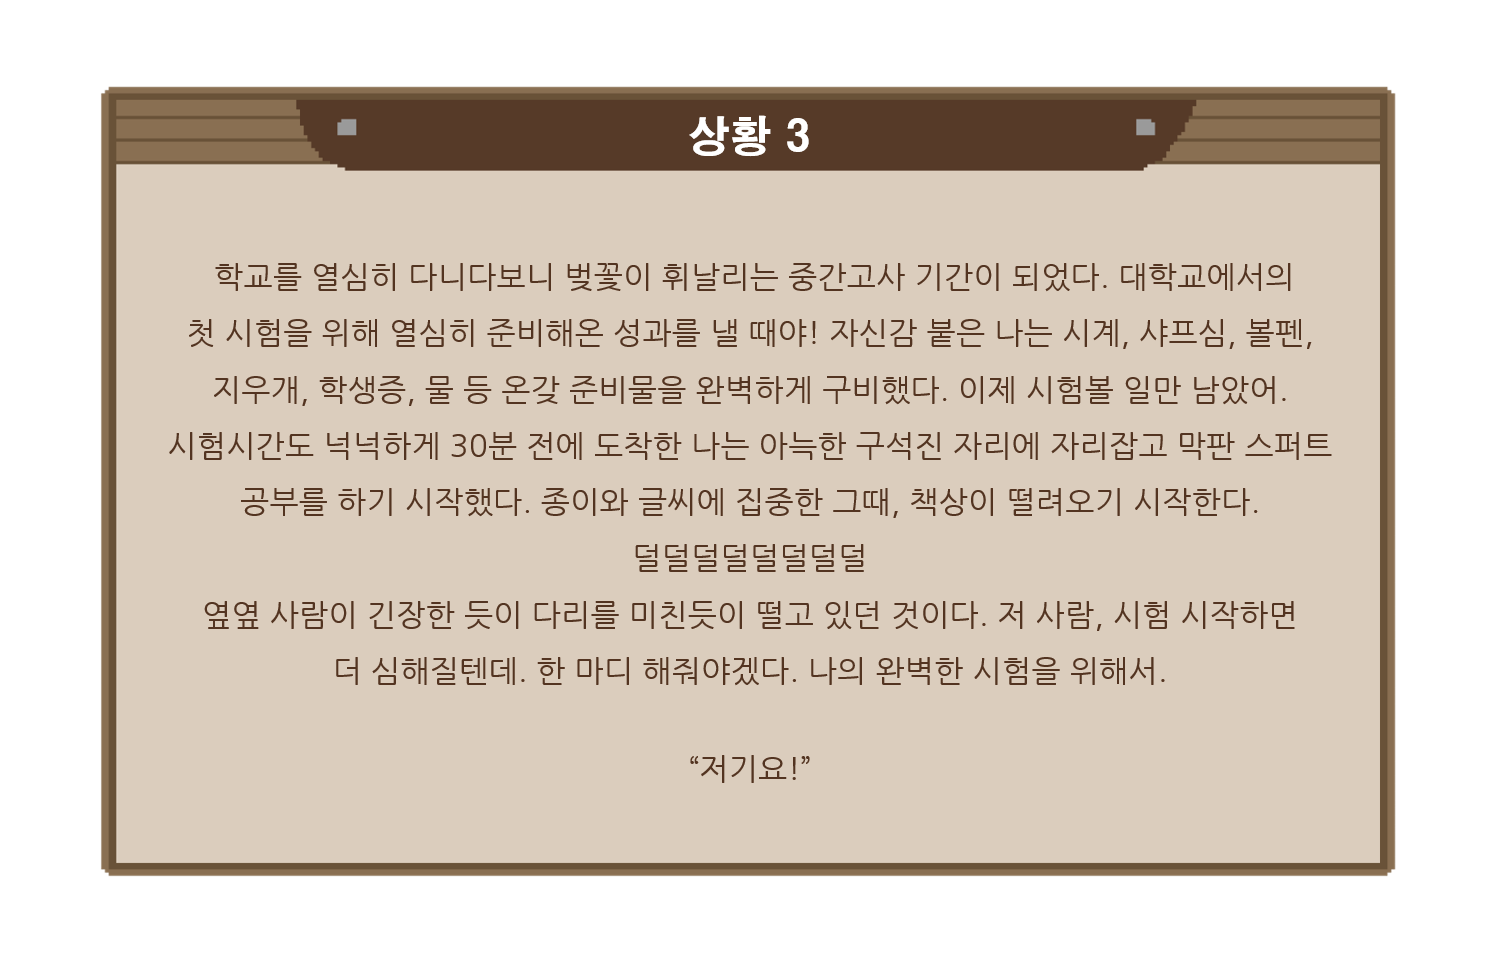 상황 3
학교를 열심히 다니다보니 벚꽃이 휘날리는 중간고사 기간이 되었다. 대학교에서의
첫 시험을 위해 열심히 준비해온 성과를 낼 때야! 자신감 붙은 나는 시계, 샤프심, 볼펜,
지우개, 학생증, 물 등 온갖 준비물을 완벽하게 구비했다. 이제 시험볼 일만 남았어.
시험시간도 넉넉하게 30분 전에 도착한 나는 아늑한 구석진 자리에 자리잡고 막판 스퍼트
공부를 하기 시작했다. 종이와 글씨에 집중한 그때, 책상이 떨려오기 시작한다.
덜덜덜덜덜덜덜덜
옆옆 사람이 긴장한 듯이 다리를 미친듯이 떨고 있던 것이다. 저 사람, 시험 시작하면
더 심해질텐데. 한 마디 해줘야겠다. 나의 완벽한 시험을 위해서.
“저기요!”